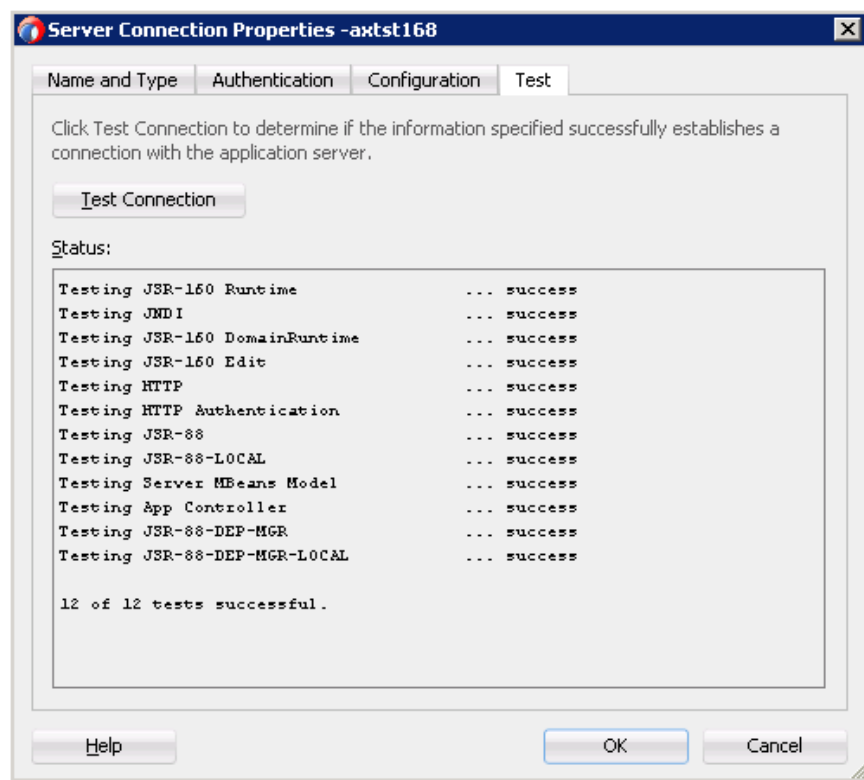 Server Connection Properties -axtst168
Name and Type Authentication Configuration Test
Click Test Connection to determine if the information specified successfully establishes a
connection with the application server.
Test Connection
Status:
Testing JSR-160 Runtime ... success
Testing JNDI ... success
Testing JSR-160 DomainRuntime ... success
Testing JSR-160 Edit ... success
Testing HTTP ... success
Testing HTTP Authentication ... success
Testing JSR-88 ... success
Testing JSR-88-LOCAL ... success
Testing Server MBeans Model ... success
Testing App Controller ... success
Testing JSR-88-DEP-MGR ... success
Testing JSR-88-DEP-MGR-LOCAL ... success
12 of 12 tests successful.
Help OK Cancel